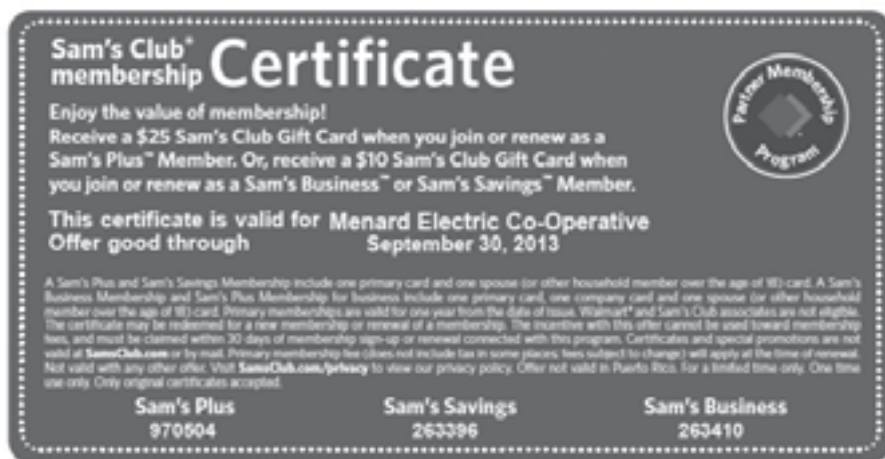 Sam's Club®
membership Certificate
Enjoy the value of membership!
Receive a $25 Sam's Club Gift Card when you join or renew as a
Sam's Plus™ Member. Or, receive a $10 Sam's Club Gift Card when
you join or renew as a Sam's Business™ or Sam's Savings™ Member.
Partner Membership
Program
This certificate is valid for Menard Electric Co-Operative
Offer good through September 30, 2013
A Sam's Plus and Sam's Savings Membership include one primary card and one spouse (or other household member over the age of 18) card. A Sam's
Business Membership and Sam's Plus Membership for business include one primary card, one company card and one spouse (or other household
member over the age of 18) card. Primary memberships are valid for one year from the date of issue. Walmart® and Sam's Club associates are not eligible.
The certificate may be redeemed for a new membership or renewal of a membership. The incentive with this offer cannot be used toward membership
fees, and must be claimed within 30 days of membership sign-up or renewal connected with this program. Certificates and special promotions are not
valid at SamsClub.com or by mail. Primary membership fee (does not include tax in some places; fees subject to change) will apply at the time of renewal.
Not valid with any other offer. Visit SamsClub.com/privacy to view our privacy policy. Offer not valid in Puerto Rico. For a limited time only. One time
use only. Only original certificates accepted.
Sam's Plus Sam's Savings Sam's Business
970504 263396 263410